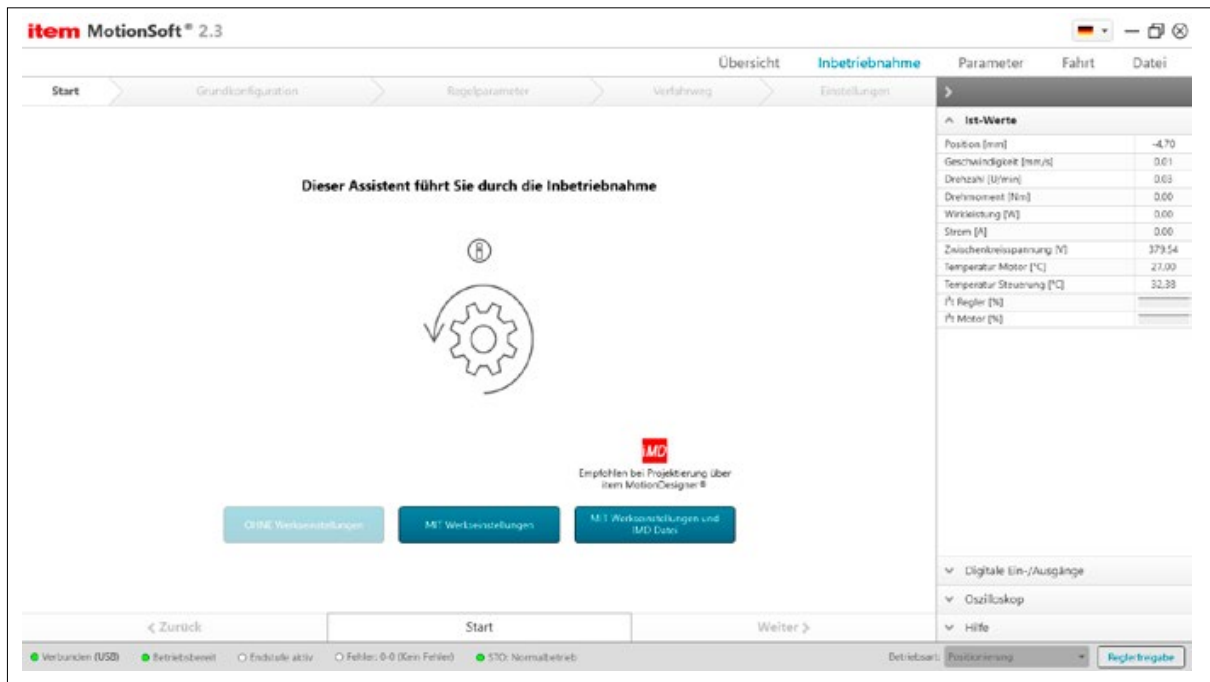 item MotionSoft® 2.3
Übersicht Inbetriebnahme Parameter Fahrt Datei
Start Grundkonfiguration Regelparameter Verfahrweg Einstellungen
Ist-Werte
Position [mm] -4,70
Geschwindigkeit [mm/s] 0,01
Drehzahl [U/min] 0,03
Drehmoment [Nm] 0,00
Wirkleistung [W] 0,00
Strom [A] 0,00
Zwischenkreisspannung [V] 379,54
Temperatur Motor [°C] 27,00
Temperatur Steuerung [°C] 32,38
I²t Regler [%]
I²t Motor [%]
Dieser Assistent führt Sie durch die Inbetriebnahme
iMD
Empfohlen bei Projektierung über
item MotionDesigner®
OHNE Werkseinstellungen
MIT Werkseinstellungen
MIT Werkseinstellungen und
IMD Datei
Digitale Ein-/Ausgänge
Oszilloskop
Hilfe
< Zurück Start Weiter >
Verbunden (USB) Betriebsbereit Endstufe aktiv Fehler: 0-0 (Kein Fehler) STO: Normalbetrieb Betriebsart: Positionierung Reglerfreigabe